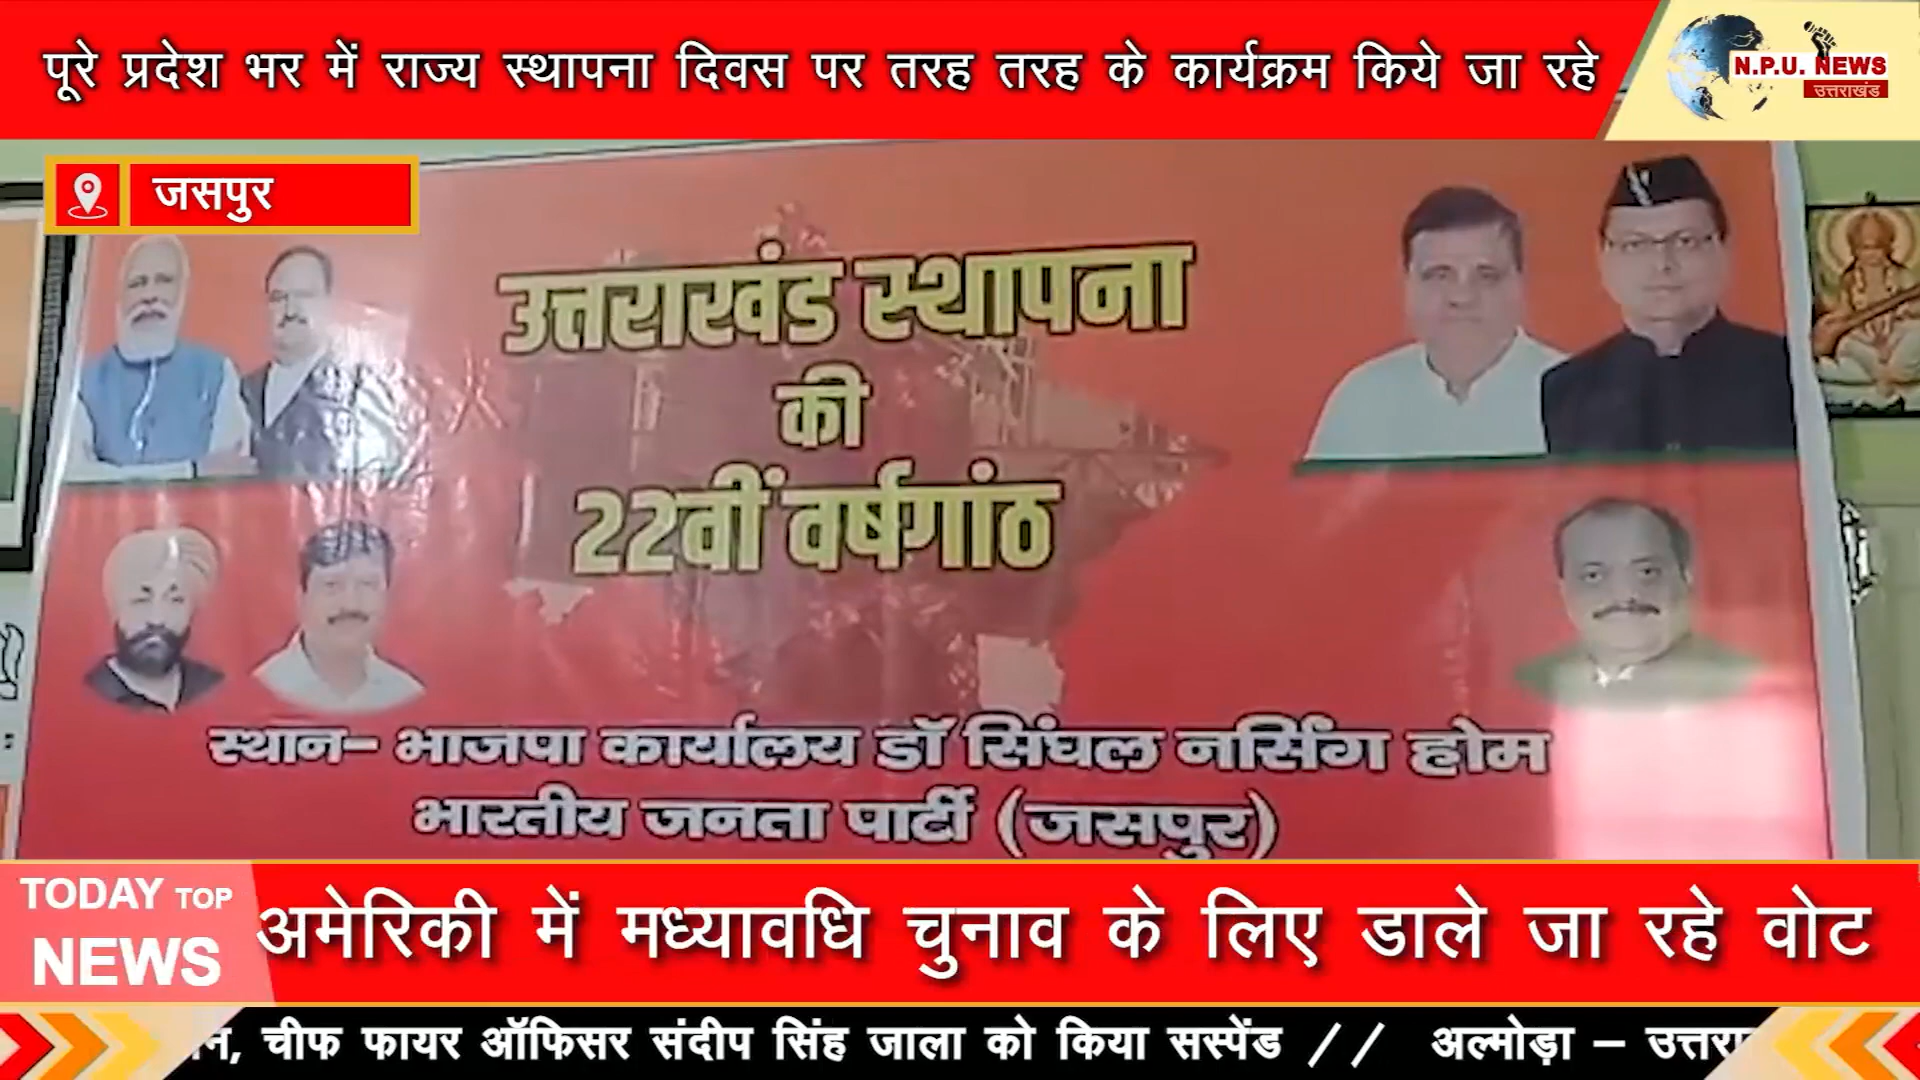 पूरे प्रदेश भर में राज्य स्थापना दिवस पर तरह तरह के कार्यक्रम किये जा रहे
N.P.U. NEWS
उत्तराखंड
जसपुर
उत्तराखंड स्थापना
की
22वीं वर्षगांठ
स्थान- भाजपा कार्यालय डॉ सिंघल नर्सिंग होम
भारतीय जनता पार्टी (जसपुर)
TODAY TOP
NEWS
अमेरिकी में मध्यावधि चुनाव के लिए डाले जा रहे वोट
चीफ फायर ऑफिसर संदीप सिंह जाला को किया सस्पेंड // अल्मोड़ा –